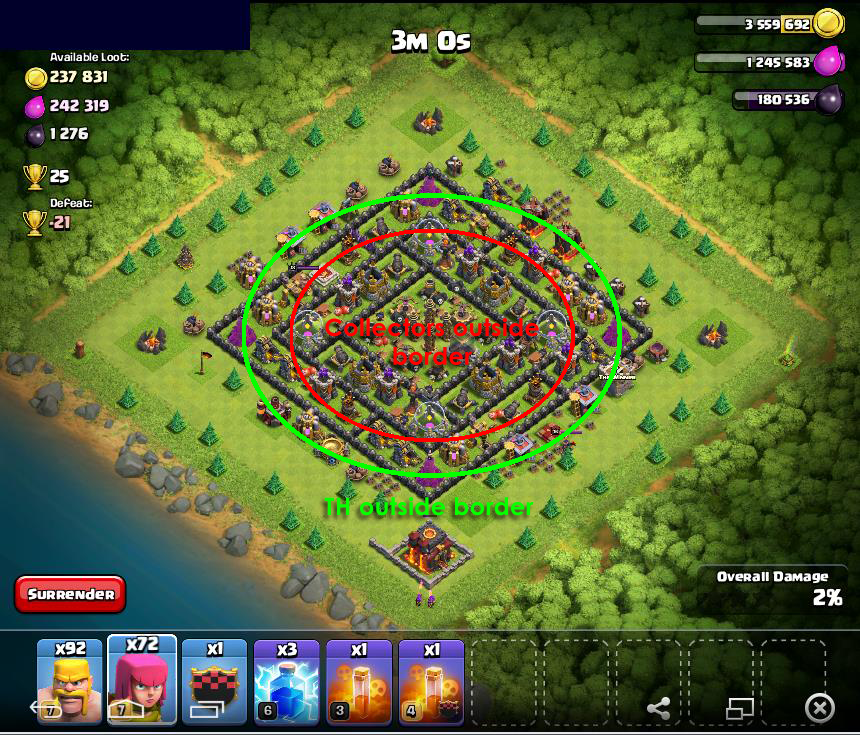 3M 0S
3 559 692
Available Loot:
237 831
1 245 583
242 319
180 536
1 276
25
Defeat:
-21
Collectors outside
border
TH outside border
Overall Damage
Surrender
2%
x92
x72
x1
x3
x1
x1
7
7
6
3
4